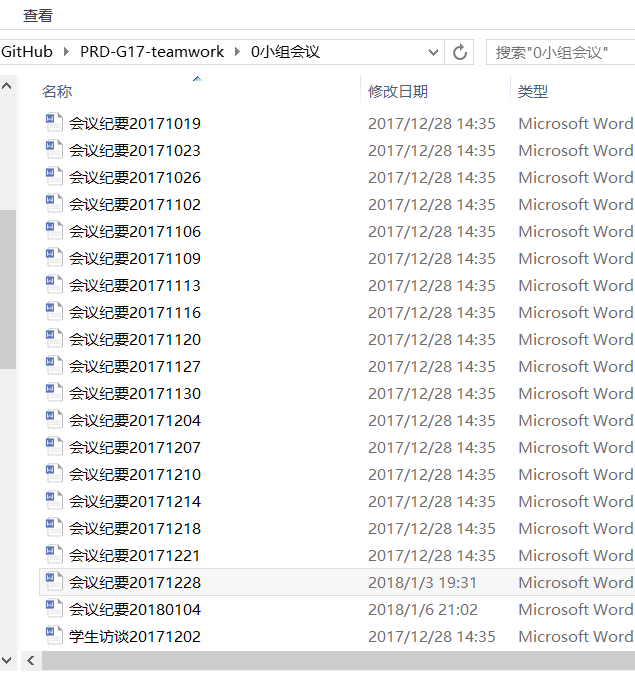 查看
GitHub PRD-G17-teamwork 0小组会议 搜索"0小组会议"
名称 修改日期 类型
会议纪要20171019 2017/12/28 14:35 Microsoft Word
会议纪要20171023 2017/12/28 14:35 Microsoft Word
会议纪要20171026 2017/12/28 14:35 Microsoft Word
会议纪要20171102 2017/12/28 14:35 Microsoft Word
会议纪要20171106 2017/12/28 14:35 Microsoft Word
会议纪要20171109 2017/12/28 14:35 Microsoft Word
会议纪要20171113 2017/12/28 14:35 Microsoft Word
会议纪要20171116 2017/12/28 14:35 Microsoft Word
会议纪要20171120 2017/12/28 14:35 Microsoft Word
会议纪要20171127 2017/12/28 14:35 Microsoft Word
会议纪要20171130 2017/12/28 14:35 Microsoft Word
会议纪要20171204 2017/12/28 14:35 Microsoft Word
会议纪要20171207 2017/12/28 14:35 Microsoft Word
会议纪要20171210 2017/12/28 14:35 Microsoft Word
会议纪要20171214 2017/12/28 14:35 Microsoft Word
会议纪要20171218 2017/12/28 14:35 Microsoft Word
会议纪要20171221 2017/12/28 14:35 Microsoft Word
会议纪要20171228 2018/1/3 19:31 Microsoft Word
会议纪要20180104 2018/1/6 21:02 Microsoft Word
学生访谈20171202 2017/12/28 14:35 Microsoft Word